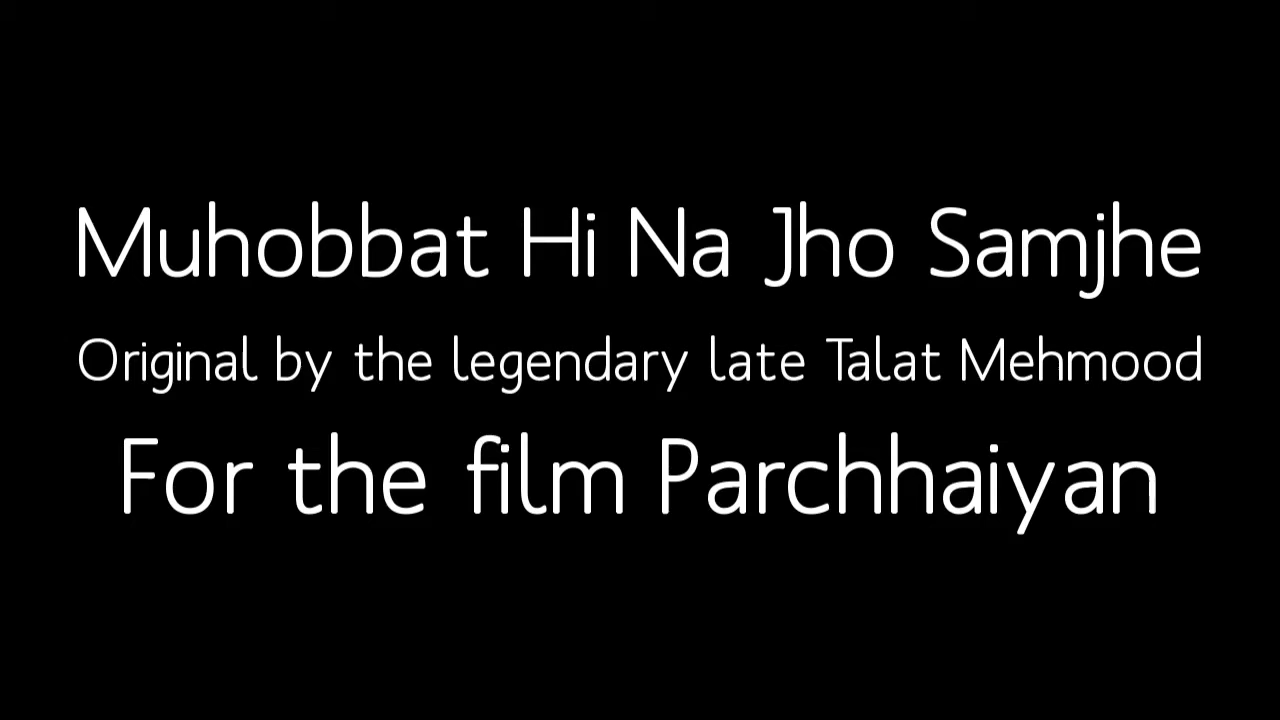 Muhobbat Hi Na Jho Samjhe
Original by the legendary late Talat Mehmood
For the film Parchhaiyan